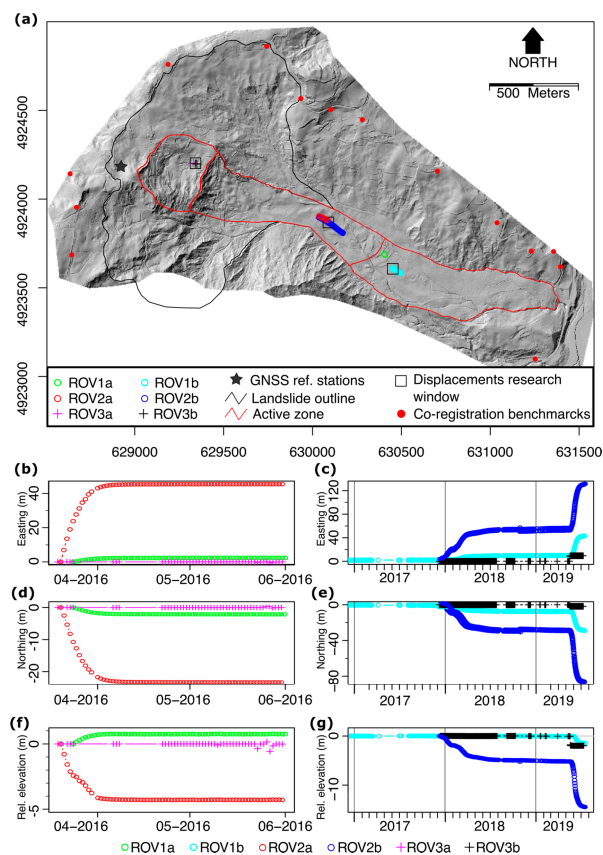 (a)
NORTH
500 Meters
4924500
4924000
4923500
4923000
ROV1a
ROV1b
GNSS ref. stations
Displacements research
window
ROV2a
ROV2b
Landslide outline
ROV3a
ROV3b
Active zone
Co-registration benchmarcks
629000 629500 630000 630500 631000 631500
(b)
Easting (m)
40
20
0
04−2016 05−2016 06−2016
(c)
Easting (m)
120
80
40
0
2017 2018 2019
(d)
Northing (m)
0
−10
−20
04−2016 05−2016 06−2016
(e)
Northing (m)
0
−40
−80
2017 2018 2019
(f)
Rel. elevation (m)
0
−5
04−2016 05−2016 06−2016
(g)
Rel. elevation (m)
0
−10
2017 2018 2019
ROV1a ROV1b ROV2a ROV2b ROV3a ROV3b